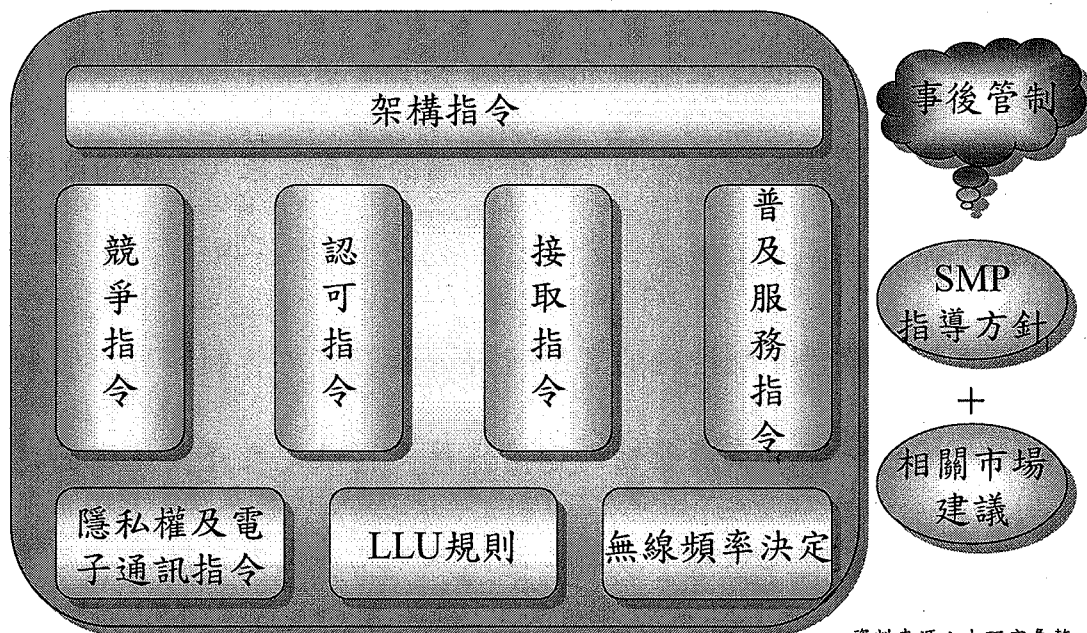 架構指令
競爭指令
認可指令
接取指令
普及服務指令
隱私權及電
子通訊指令
LLU規則
無線頻率決定
事後管制
SMP
指導方針
+
相關市場
建議